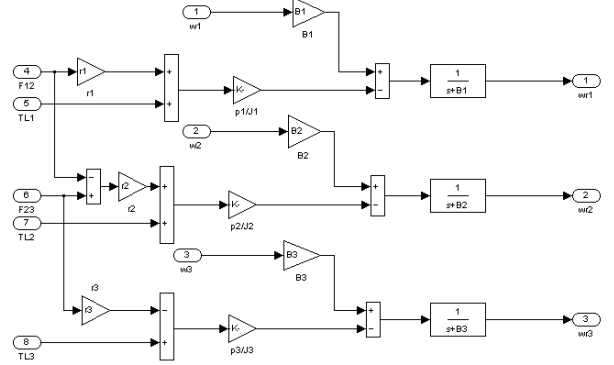 1
w1
B1
B1
4
F12
r1
r1
+
+
5
TL1
K-
p1/J1
+
−
1
s+B1
1
wr1
2
w2
B2
B2
−
+
r2
r2
6
F23
+
+
7
TL2
K-
p2/J2
+
−
1
s+B2
2
wr2
3
w3
B3
B3
r3
r3
−
+
8
TL3
K-
p3/J3
+
−
1
s+B3
3
wr3